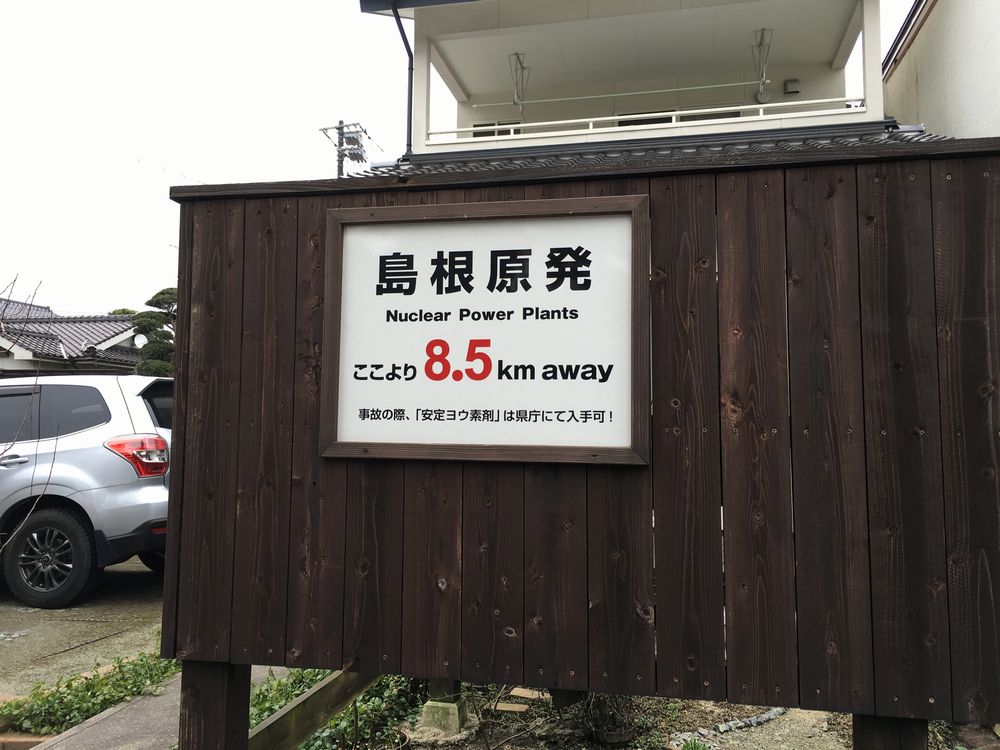 島根原発
Nuclear Power Plants
ここより 8.5 km away
事故の際、「安定ヨウ素剤」は県庁にて入手可!